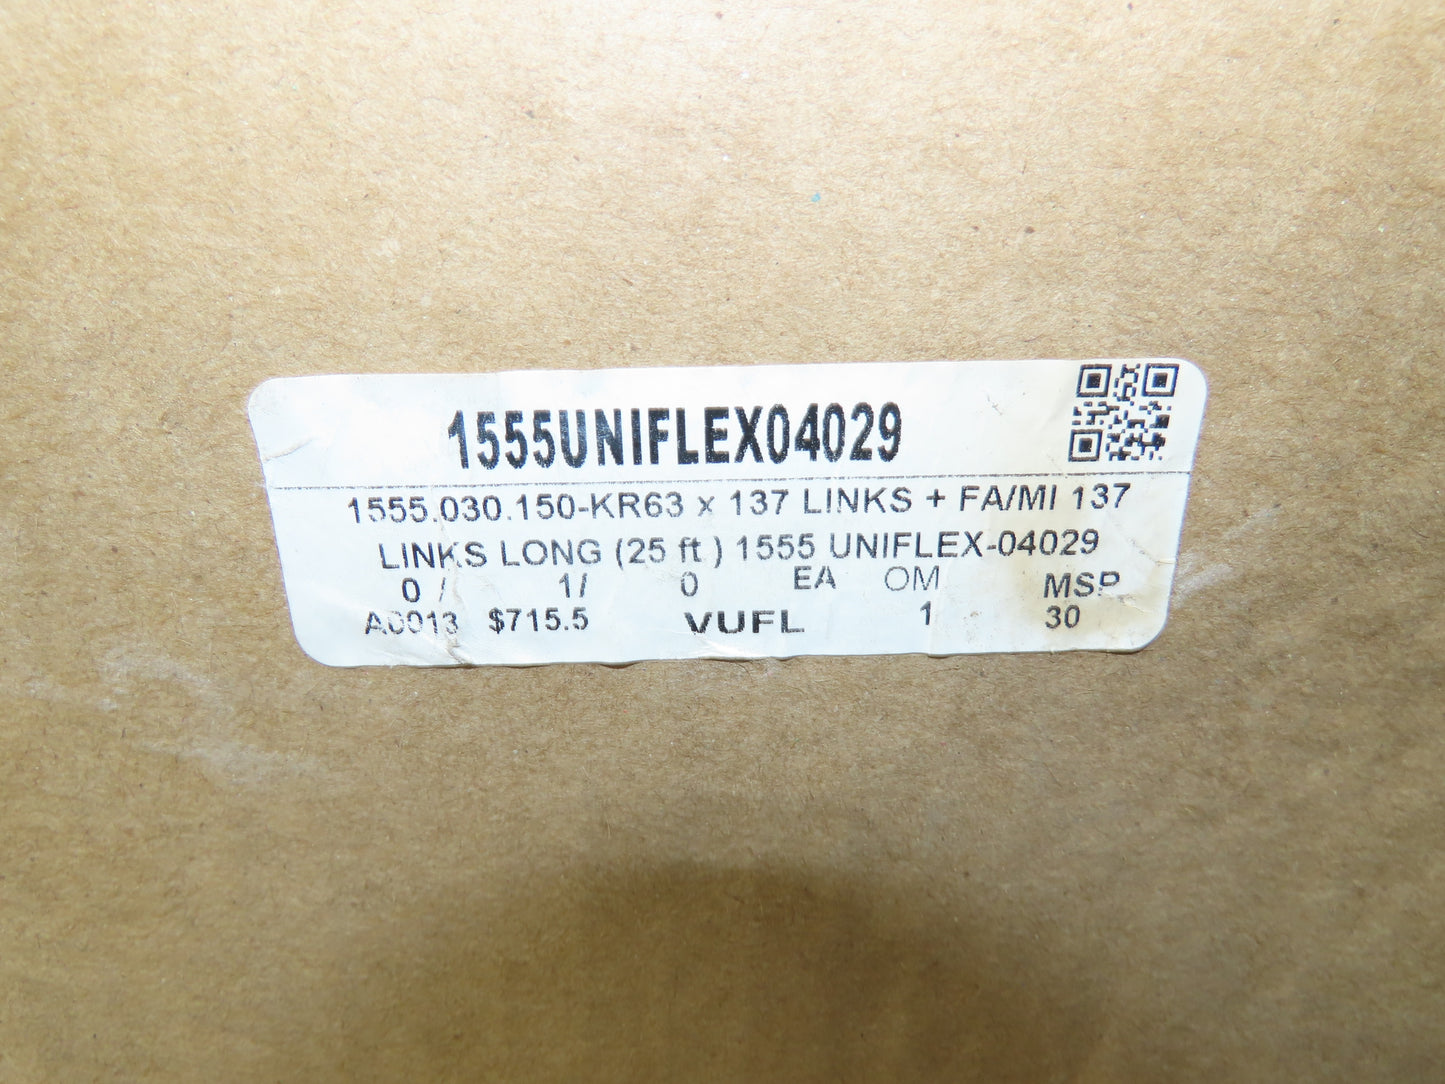 1555UNIFLEX04029
1555.030.150-KR63 x 137 LINKS + FA/MI 137
LINKS LONG (25 ft ) 1555 UNIFLEX-04029
0 / 1/ 0 EA OM MSP
A0013 $715.5 VUFL 1 30